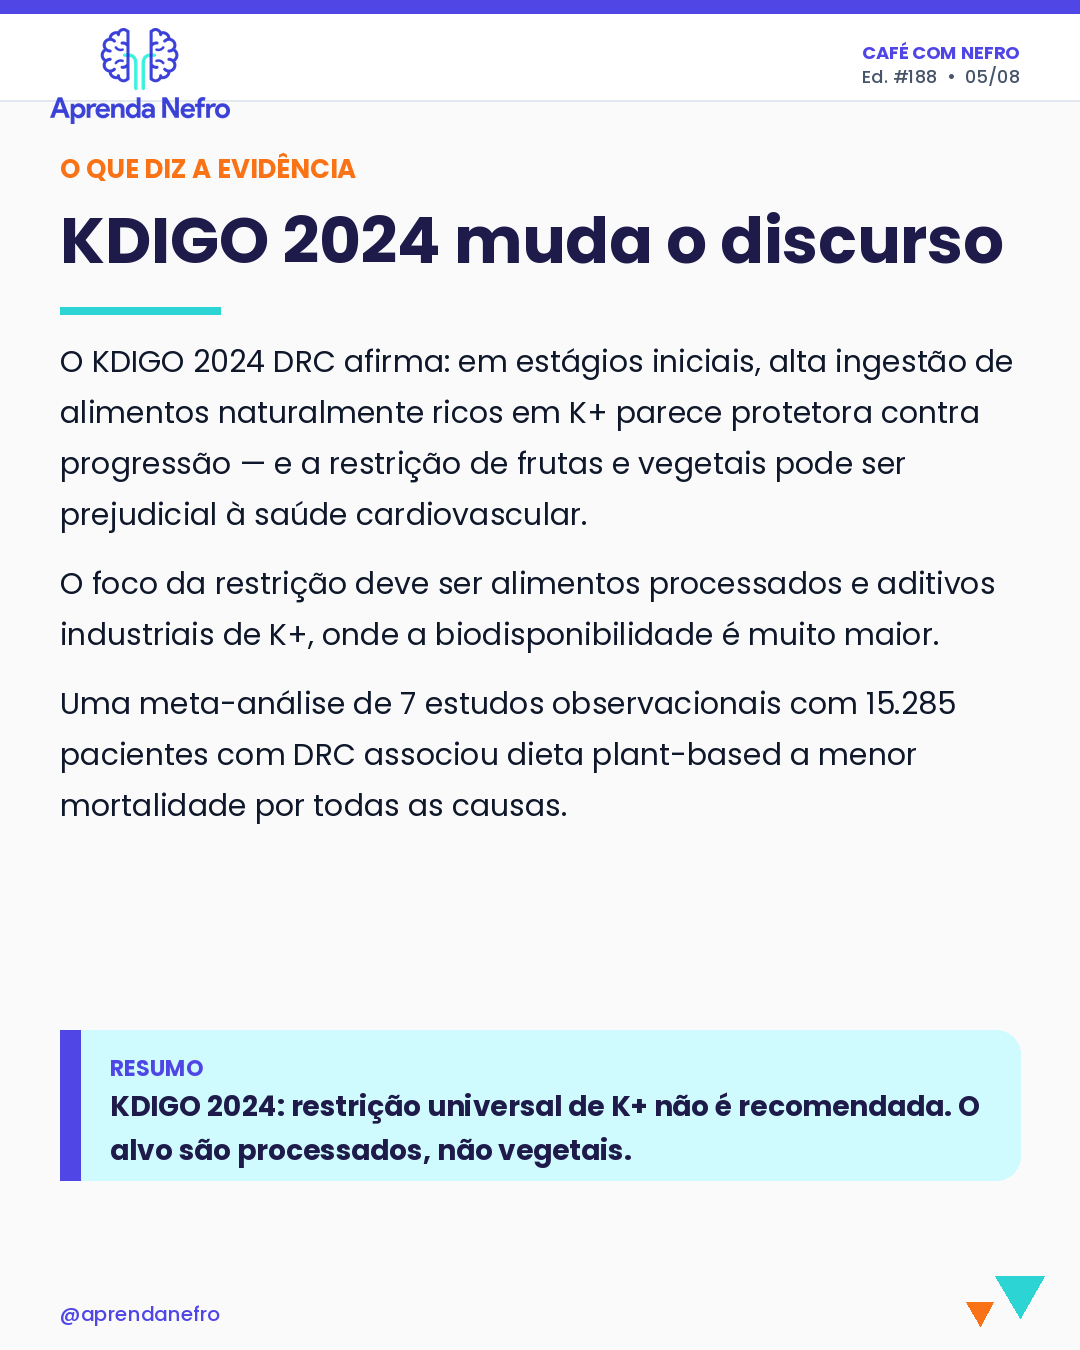 Aprenda Nefro
CAFÉ COM NEFRO
Ed. #188 • 05/08
O QUE DIZ A EVIDÊNCIA
KDIGO 2024 muda o discurso
O KDIGO 2024 DRC afirma: em estágios iniciais, alta ingestão de
alimentos naturalmente ricos em K+ parece protetora contra
progressão — e a restrição de frutas e vegetais pode ser
prejudicial à saúde cardiovascular.
O foco da restrição deve ser alimentos processados e aditivos
industriais de K+, onde a biodisponibilidade é muito maior.
Uma meta-análise de 7 estudos observacionais com 15.285
pacientes com DRC associou dieta plant-based a menor
mortalidade por todas as causas.
RESUMO
KDIGO 2024: restrição universal de K+ não é recomendada. O
alvo são processados, não vegetais.
@aprendanefro